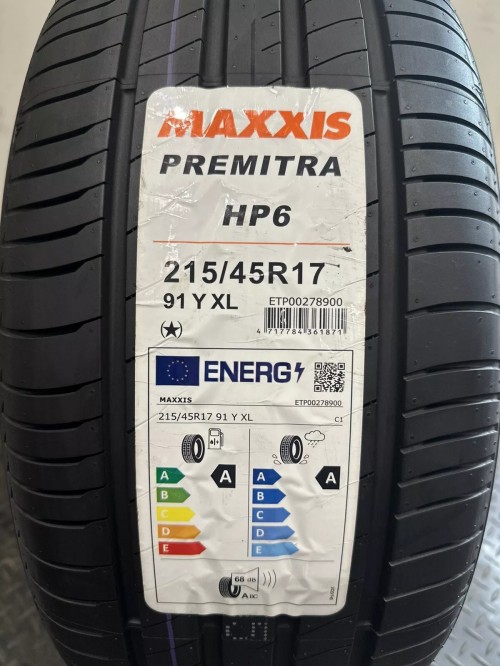 MAXXIS
PREMITRA
HP6
215/45R17
91 Y XL
ETP00278900
4 717784 361871
ENERG
MAXXIS
ETP00278900
215/45R17 91 Y XL
C1
A
A
B
C
D
E
A
A
B
C
D
E
68 dB
ABC